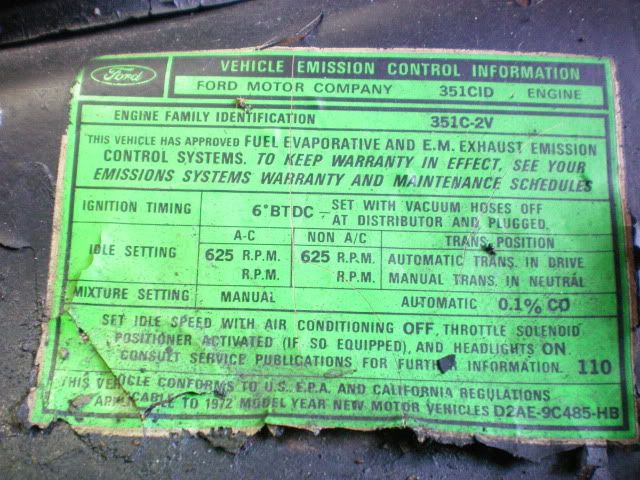 Ford
VEHICLE EMISSION CONTROL INFORMATION
FORD MOTOR COMPANY 351CID ENGINE
ENGINE FAMILY IDENTIFICATION 351C-2V
THIS VEHICLE HAS APPROVED FUEL EVAPORATIVE AND E.M. EXHAUST EMISSION
CONTROL SYSTEMS. TO KEEP WARRANTY IN EFFECT, SEE YOUR
EMISSIONS SYSTEMS WARRANTY AND MAINTENANCE SCHEDULES
IGNITION TIMING 6°BTDC SET WITH VACUUM HOSES OFF
AT DISTRIBUTOR AND PLUGGED.
A-C NON A/C TRANS. POSITION
IDLE SETTING 625 R.P.M. 625 R.P.M. AUTOMATIC TRANS. IN DRIVE
R.P.M. R.P.M. MANUAL TRANS. IN NEUTRAL
MIXTURE SETTING MANUAL AUTOMATIC 0.1% CO
SET IDLE SPEED WITH AIR CONDITIONING OFF, THROTTLE SOLENOID
POSITIONER ACTIVATED (IF SO EQUIPPED), AND HEADLIGHTS ON.
CONSULT SERVICE PUBLICATIONS FOR FURTHER INFORMATION. 110
THIS VEHICLE CONFORMS TO U.S. E.P.A. AND CALIFORNIA REGULATIONS
APPLICABLE TO 1972 MODEL YEAR NEW MOTOR VEHICLES D2AE-9C485-HB